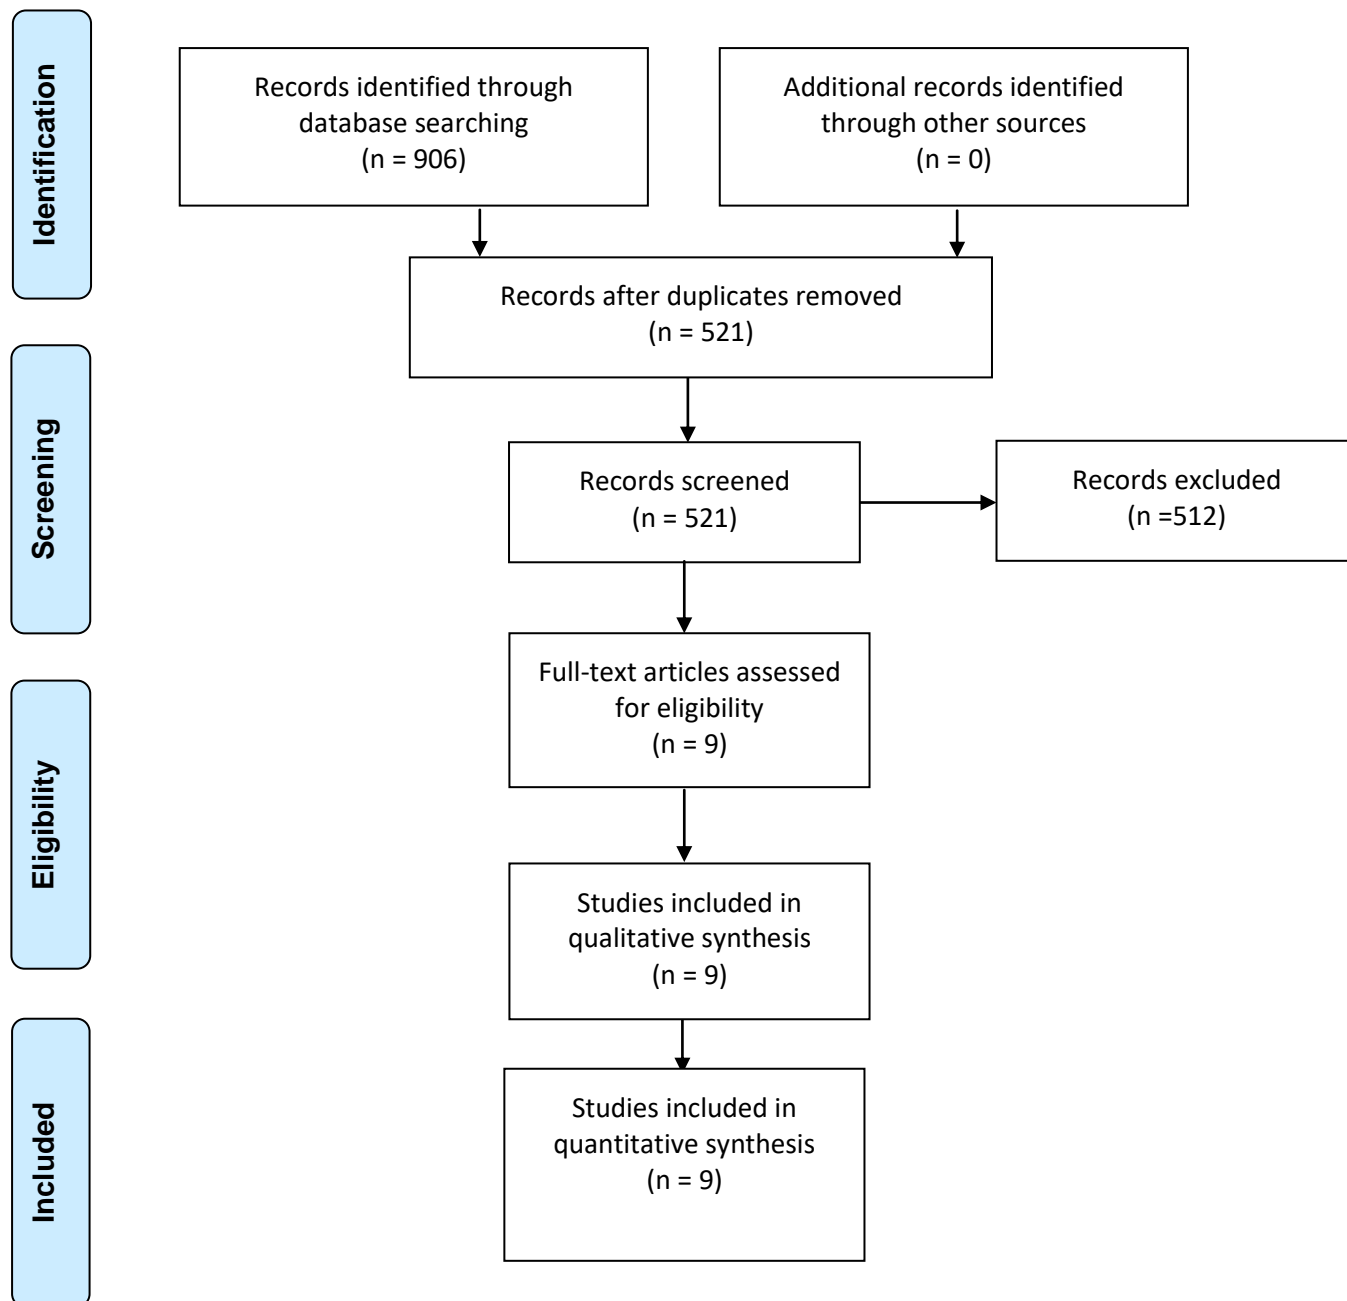 Identification
Records identified through
database searching
(n = 906)
Additional records identified
through other sources
(n = 0)
Records after duplicates removed
(n = 521)
Screening
Records screened
(n = 521)
Records excluded
(n =512)
Full-text articles assessed
for eligibility
(n = 9)
Eligibility
Studies included in
qualitative synthesis
(n = 9)
Included
Studies included in
quantitative synthesis
(n = 9)